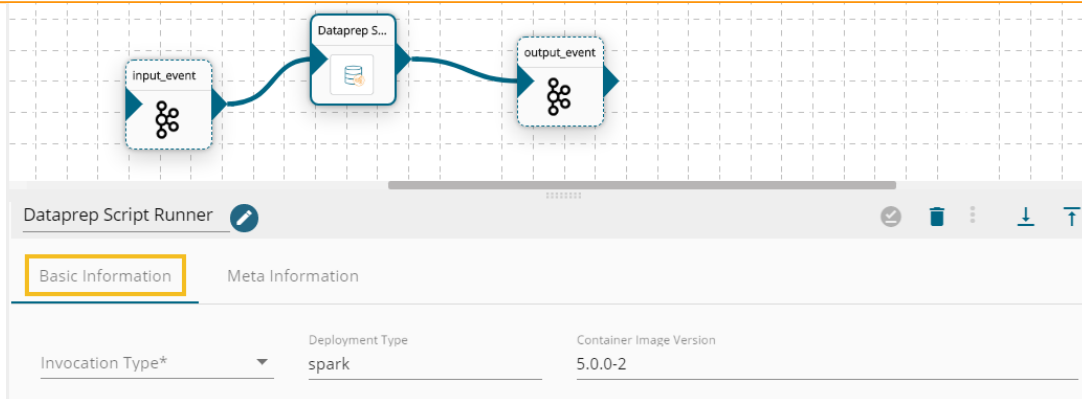 Dataprep S...
input_event
output_event
Dataprep Script Runner
Basic Information
Meta Information
Invocation Type*
Deployment Type
spark
Container Image Version
5.0.0-2